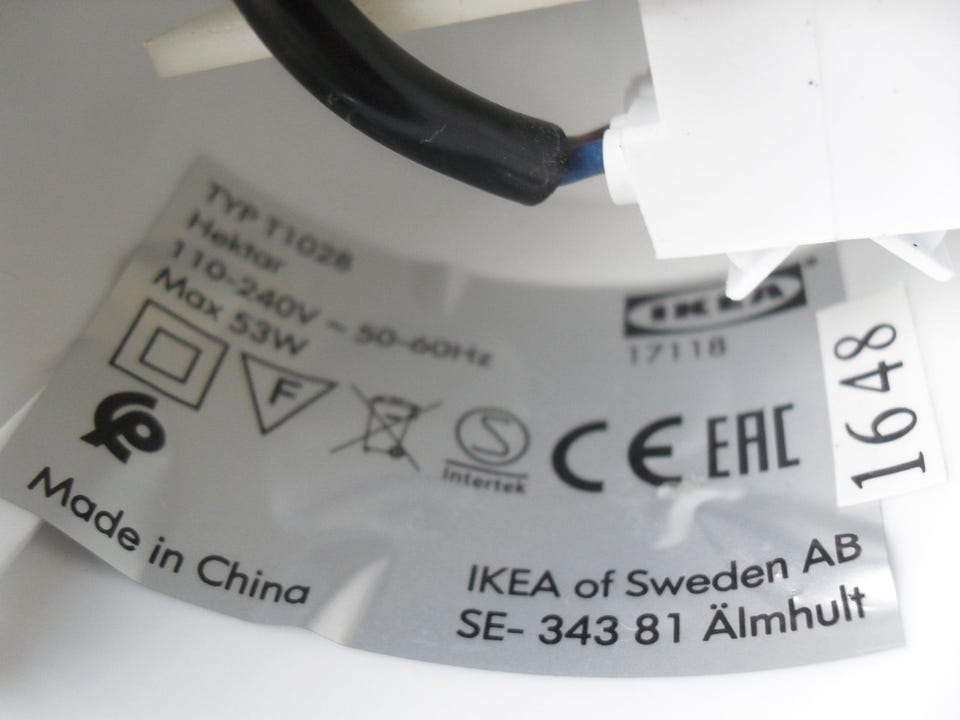 TYP T1028
Hektar
110-240V ~ 50-60Hz
Max 53W
IKEA
17118
F
S
Intertek
CE
EAC
1648
Made in China
IKEA of Sweden AB
SE- 343 81 Älmhult